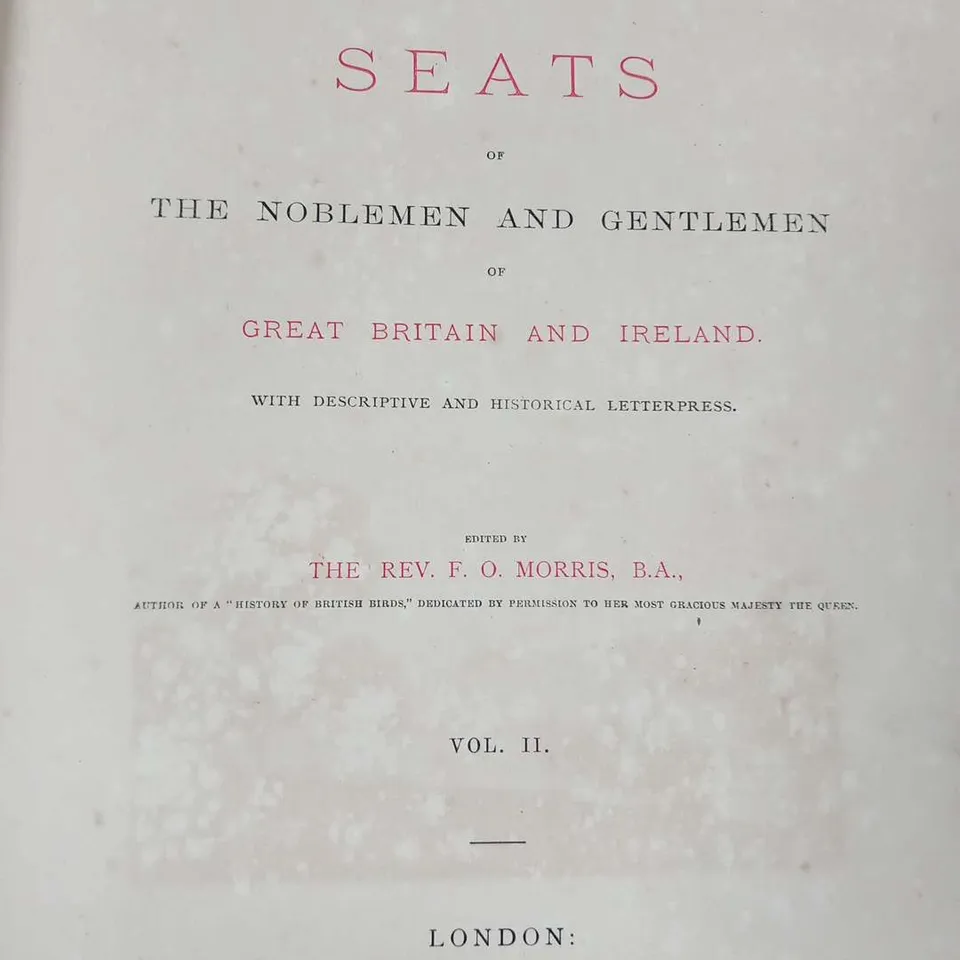 SEATS
OF
THE NOBLEMEN AND GENTLEMEN
OF
GREAT BRITAIN AND IRELAND.
WITH DESCRIPTIVE AND HISTORICAL LETTERPRESS.
EDITED BY
THE REV. F. O. MORRIS, B.A.,
AUTHOR OF A "HISTORY OF BRITISH BIRDS," DEDICATED BY PERMISSION TO HER MOST GRACIOUS MAJESTY THE QUEEN.
VOL. II.
LONDON: